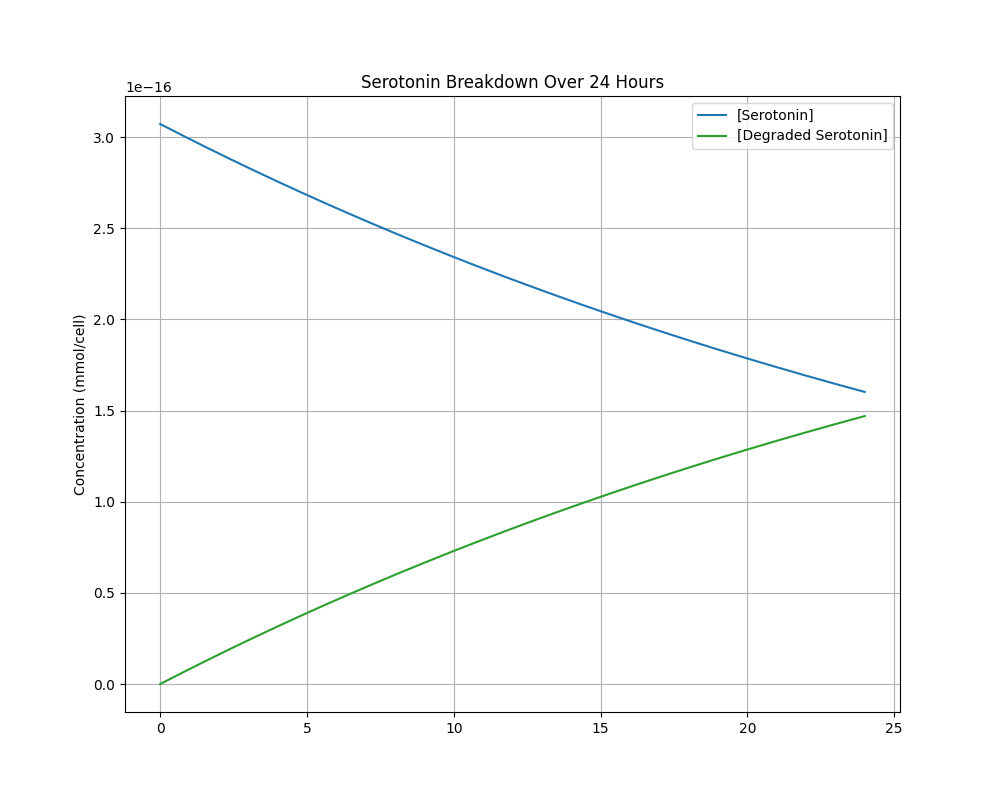 Serotonin Breakdown Over 24 Hours
1e−16
[Serotonin]
[Degraded Serotonin]
Concentration (mmol/cell)
3.0
2.5
2.0
1.5
1.0
0.5
0.0
0 5 10 15 20 25